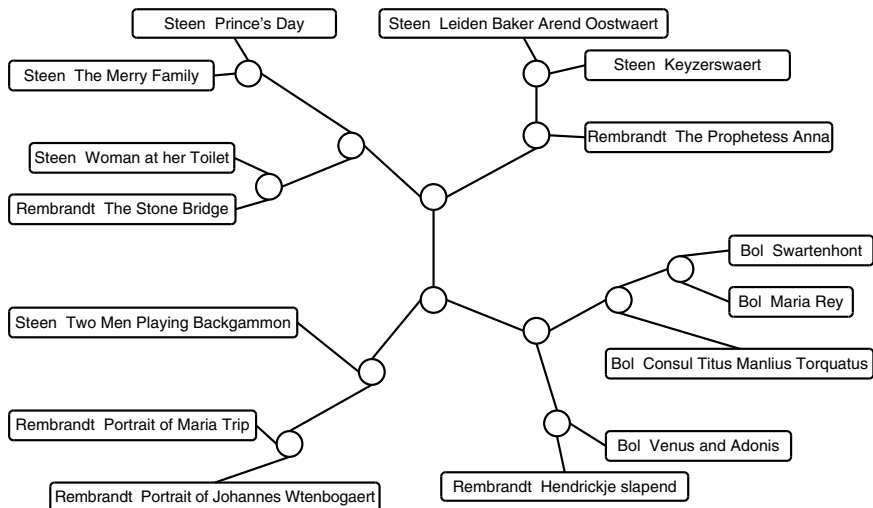 Steen  Prince's Day
Steen  Leiden Baker Arend Oostwaert
Steen  The Merry Family
Steen  Keyzerswaert
Rembrandt  The Prophetess Anna
Steen  Woman at her Toilet
Rembrandt  The Stone Bridge
Bol  Swartenhont
Bol  Maria Rey
Steen  Two Men Playing Backgammon
Bol  Consul Titus Manlius Torquatus
Rembrandt  Portrait of Maria Trip
Bol  Venus and Adonis
Rembrandt  Hendrickje slapend
Rembrandt  Portrait of Johannes Wtenbogaert